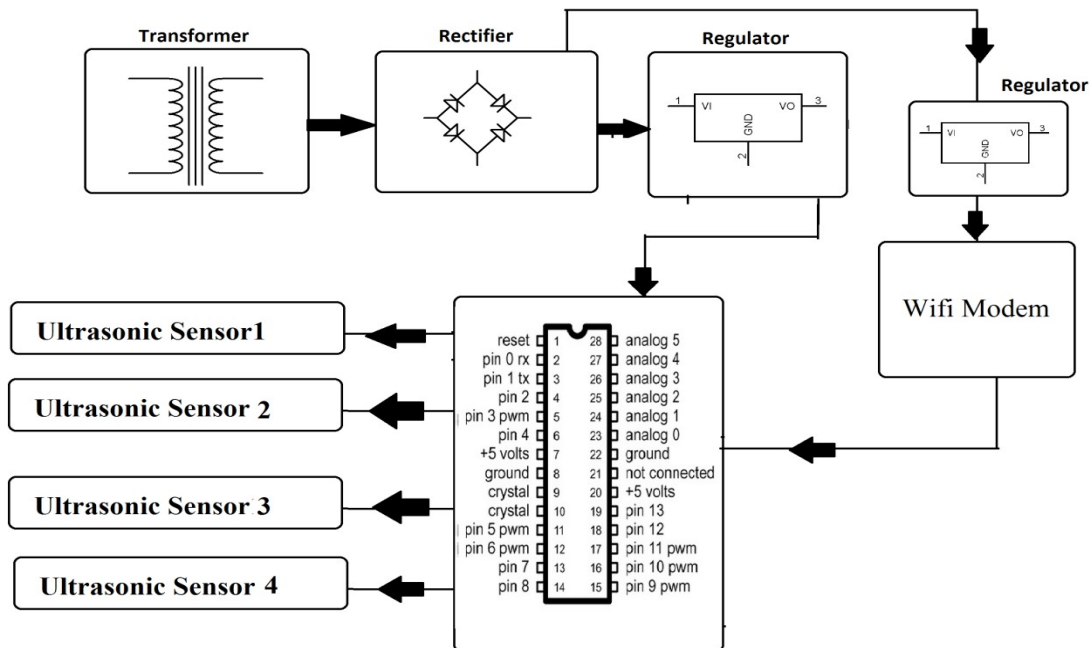 Transformer
Rectifier
Regulator
Regulator
1
VI
VO
3
GND
2
1
VI
VO
3
GND
2
Wifi Modem
Ultrasonic Sensor1
Ultrasonic Sensor 2
Ultrasonic Sensor 3
Ultrasonic Sensor 4
reset 1 28 analog 5
pin 0 rx 2 27 analog 4
pin 1 tx 3 26 analog 3
pin 2 4 25 analog 2
pin 3 pwm 5 24 analog 1
pin 4 6 23 analog 0
+5 volts 7 22 ground
ground 8 21 not connected
crystal 9 20 +5 volts
crystal 10 19 pin 13
pin 5 pwm 11 18 pin 12
pin 6 pwm 12 17 pin 11 pwm
pin 7 13 16 pin 10 pwm
pin 8 14 15 pin 9 pwm